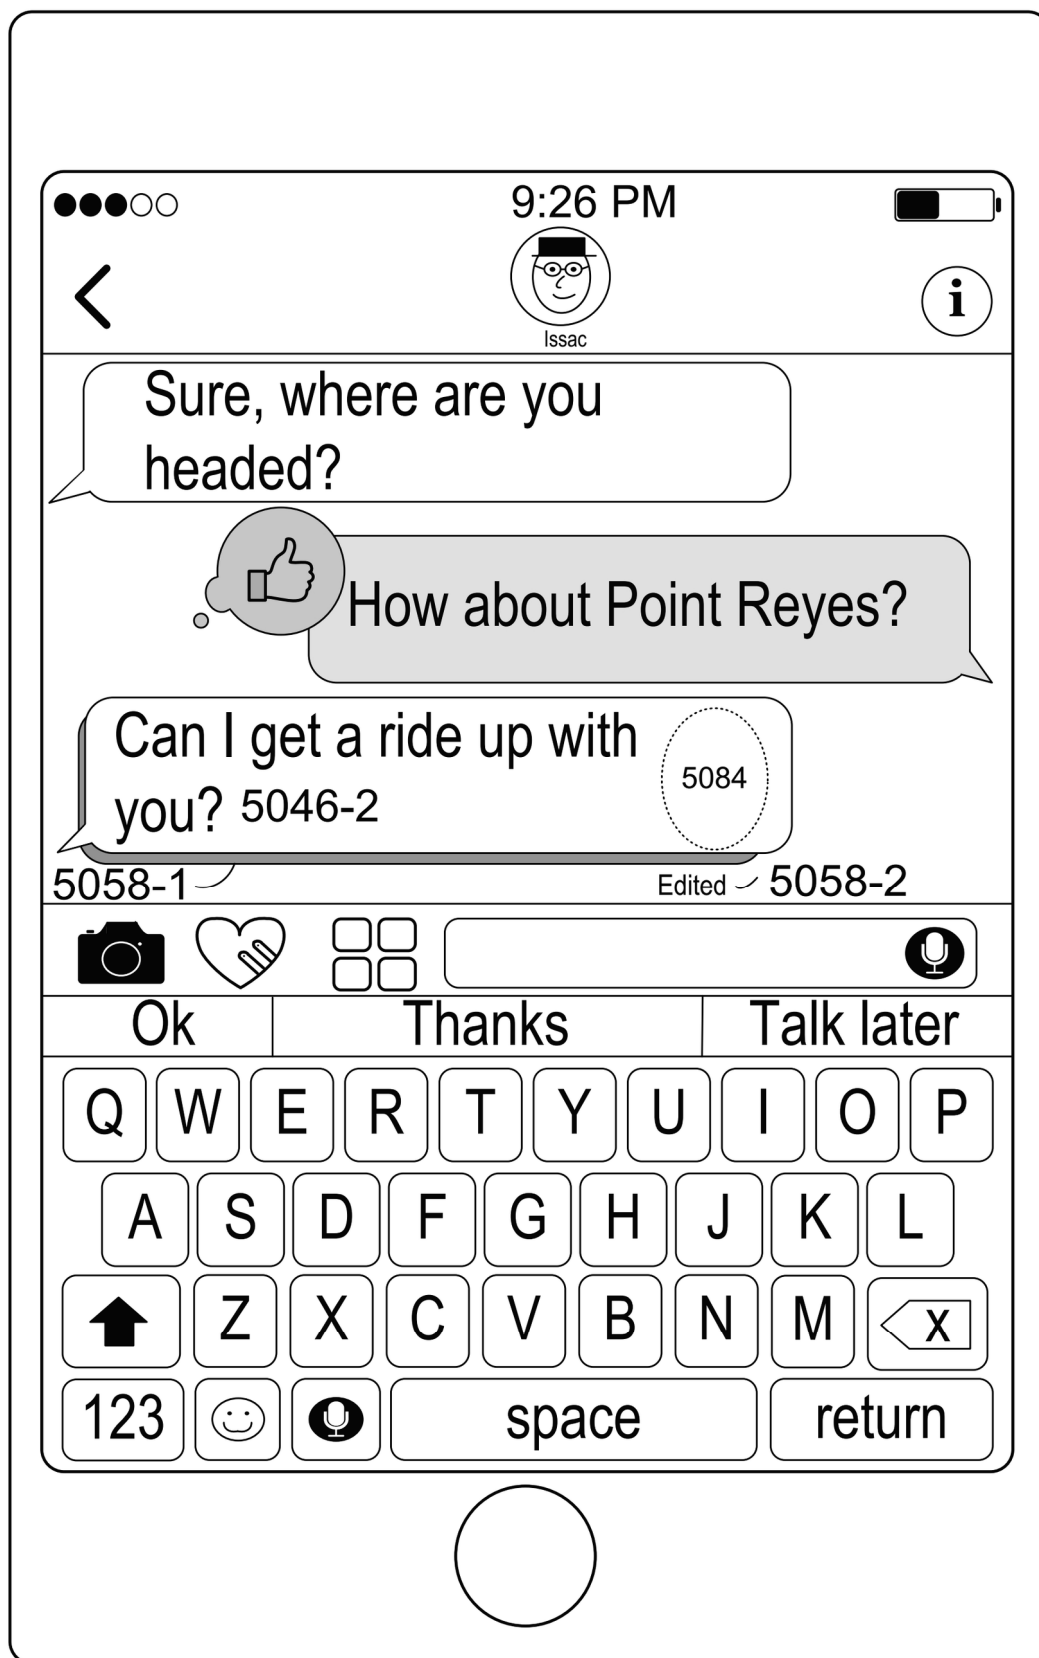 9:26 PM
i
Issac
Sure, where are you
headed?
How about Point Reyes?
Can I get a ride up with
you? 5046-2
5084
5058-1
Edited 5058-2
Ok Thanks Talk later
Q W E R T Y U I O P
A S D F G H J K L
Z X C V B N M X
123 space return